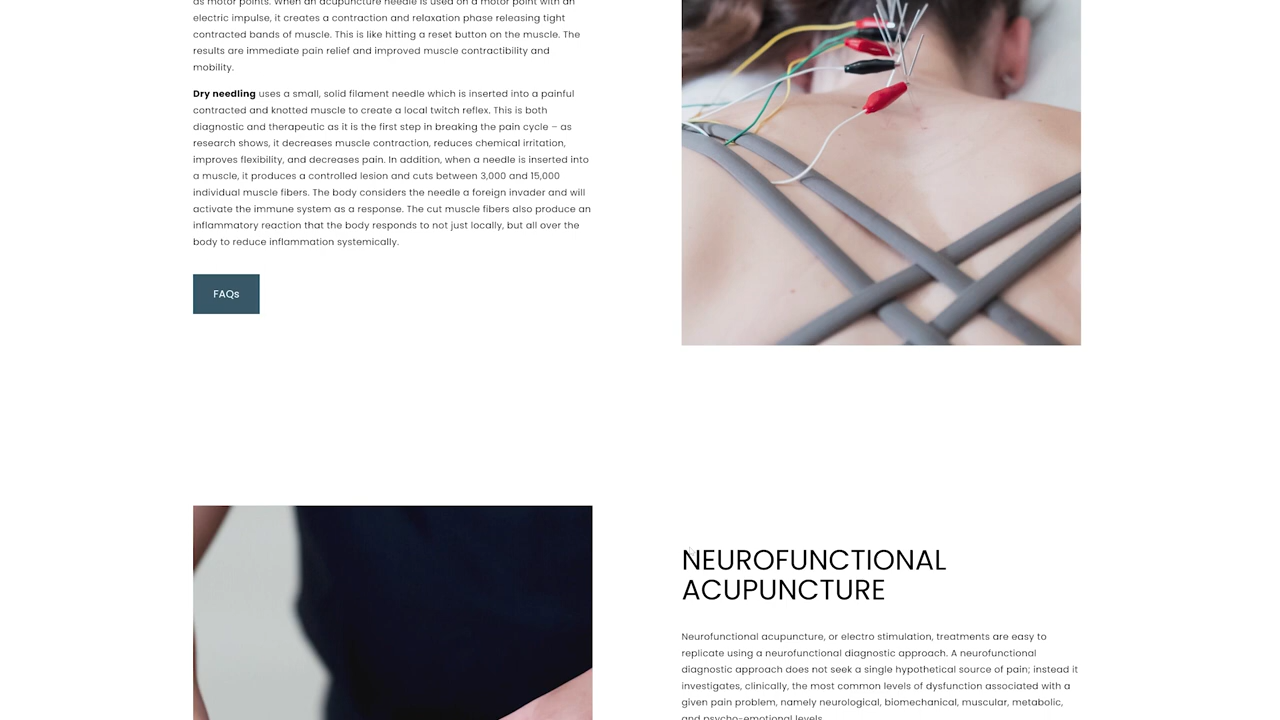 as motor points. When an acupuncture needle is used on a motor point with an
electric impulse, it creates a contraction and relaxation phase releasing tight
contracted bands of muscle. This is like hitting a reset button on the muscle. The
results are immediate pain relief and improved muscle contractibility and
mobility.
Dry needling uses a small, solid filament needle which is inserted into a painful
contracted and knotted muscle to create a local twitch reflex. This is both
diagnostic and therapeutic as it is the first step in breaking the pain cycle – as
research shows, it decreases muscle contraction, reduces chemical irritation,
improves flexibility, and decreases pain. In addition, when a needle is inserted into
a muscle, it produces a controlled lesion and cuts between 3,000 and 15,000
individual muscle fibers. The body considers the needle a foreign invader and will
activate the immune system as a response. The cut muscle fibers also produce an
inflammatory reaction that the body responds to not just locally, but all over the
body to reduce inflammation systemically.
FAQs
NEUROFUNCTIONAL
ACUPUNCTURE
Neurofunctional acupuncture, or electro stimulation, treatments are easy to
replicate using a neurofunctional diagnostic approach. A neurofunctional
diagnostic approach does not seek a single hypothetical source of pain; instead it
investigates, clinically, the most common levels of dysfunction associated with a
given pain problem, namely neurological, biomechanical, muscular, metabolic,
and psycho-emotional levels.